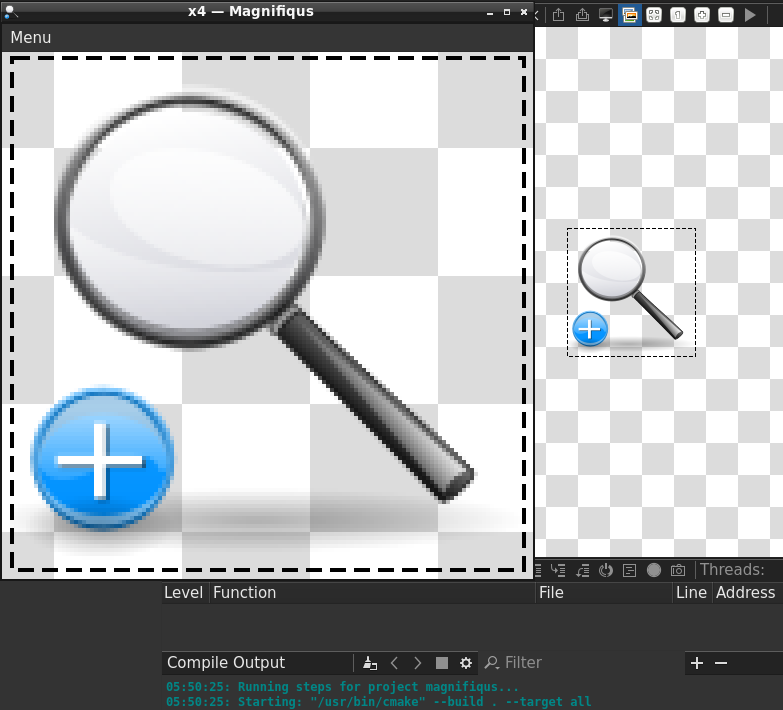 x4 — Magnifiqus
Menu
Threads:
Level Function File Line Address
Compile Output Filter
05:50:25: Running steps for project magnifiqus...
05:50:25: Starting: "/usr/bin/cmake" --build . --target all